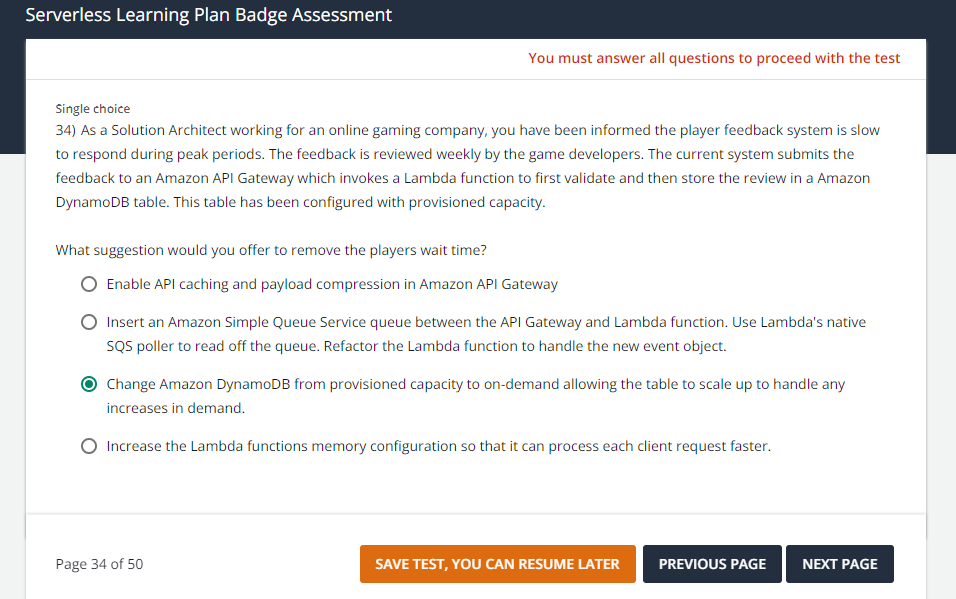 Serverless Learning Plan Badge Assessment
You must answer all questions to proceed with the test
Single choice
34) As a Solution Architect working for an online gaming company, you have been informed the player feedback system is slow
to respond during peak periods. The feedback is reviewed weekly by the game developers. The current system submits the
feedback to an Amazon API Gateway which invokes a Lambda function to first validate and then store the review in a Amazon
DynamoDB table. This table has been configured with provisioned capacity.
What suggestion would you offer to remove the players wait time?
Enable API caching and payload compression in Amazon API Gateway
Insert an Amazon Simple Queue Service queue between the API Gateway and Lambda function. Use Lambda's native
SQS poller to read off the queue. Refactor the Lambda function to handle the new event object.
Change Amazon DynamoDB from provisioned capacity to on-demand allowing the table to scale up to handle any
increases in demand.
Increase the Lambda functions memory configuration so that it can process each client request faster.
Page 34 of 50
SAVE TEST, YOU CAN RESUME LATER
PREVIOUS PAGE
NEXT PAGE